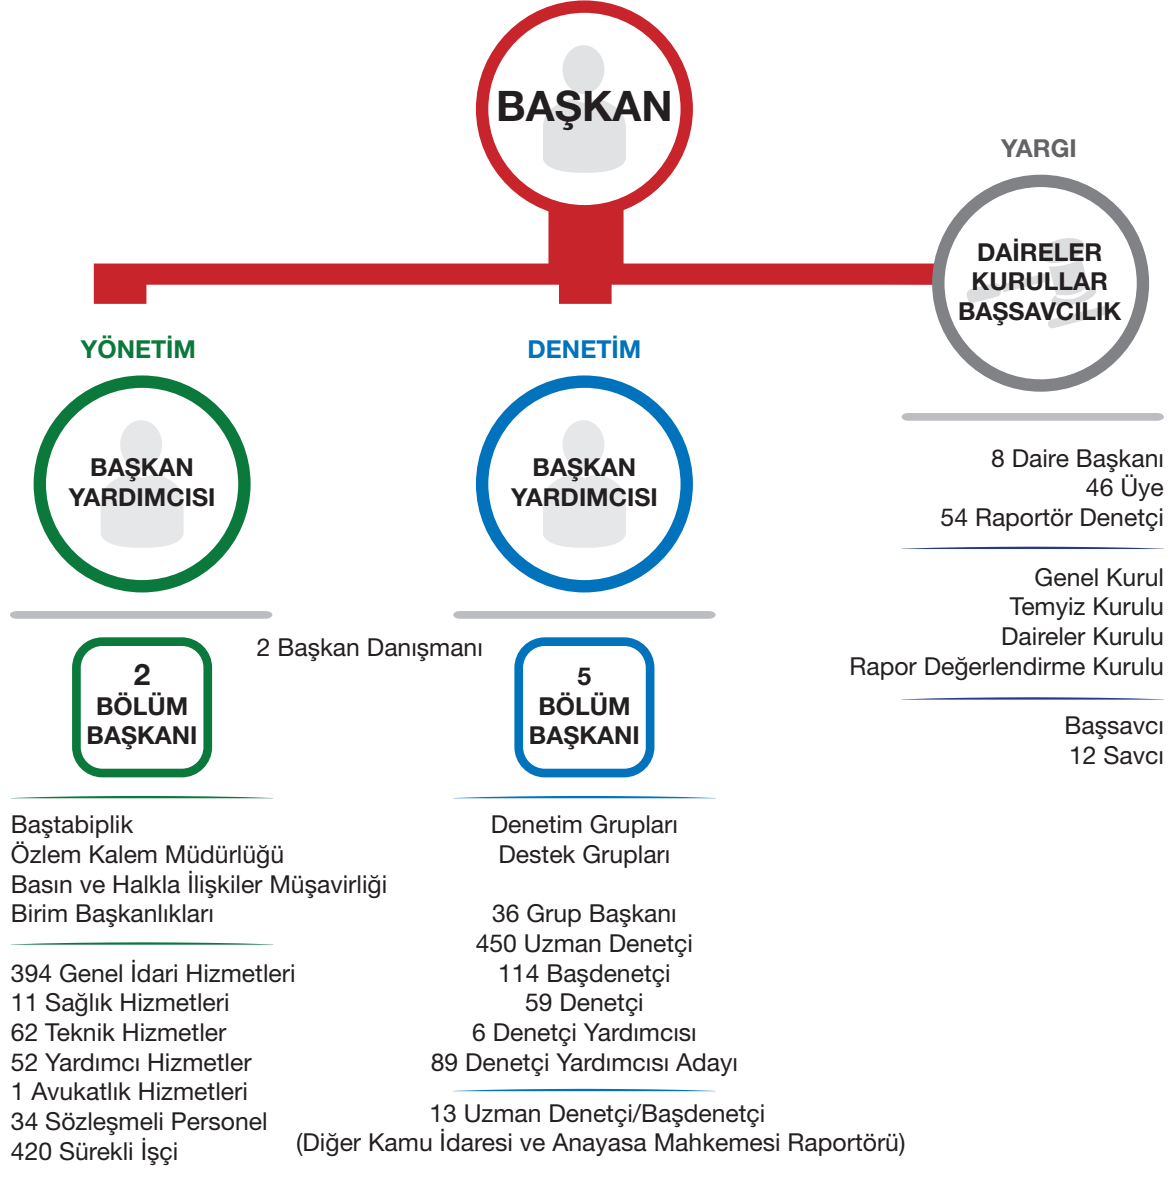 BAŞKAN
YARGI
DAİRELER
KURULLAR
BAŞSAVCILIK
8 Daire Başkanı
46 Üye
54 Raportör Denetçi
Genel Kurul
Temyiz Kurulu
Daireler Kurulu
Rapor Değerlendirme Kurulu
Başsavcı
12 Savcı
YÖNETİM
BAŞKAN
YARDIMCISI
2 Başkan Danışmanı
2
BÖLÜM
BAŞKANI
Baştabiplik
Özlem Kalem Müdürlüğü
Basın ve Halkla İlişkiler Müşavirliği
Birim Başkanlıkları
394 Genel İdari Hizmetleri
11 Sağlık Hizmetleri
62 Teknik Hizmetler
52 Yardımcı Hizmetler
1 Avukatlık Hizmetleri
34 Sözleşmeli Personel
420 Sürekli İşçi
DENETİM
BAŞKAN
YARDIMCISI
5
BÖLÜM
BAŞKANI
Denetim Grupları
Destek Grupları
36 Grup Başkanı
450 Uzman Denetçi
114 Başdenetçi
59 Denetçi
6 Denetçi Yardımcısı
89 Denetçi Yardımcısı Adayı
13 Uzman Denetçi/Başdenetçi
(Diğer Kamu İdaresi ve Anayasa Mahkemesi Raportörü)